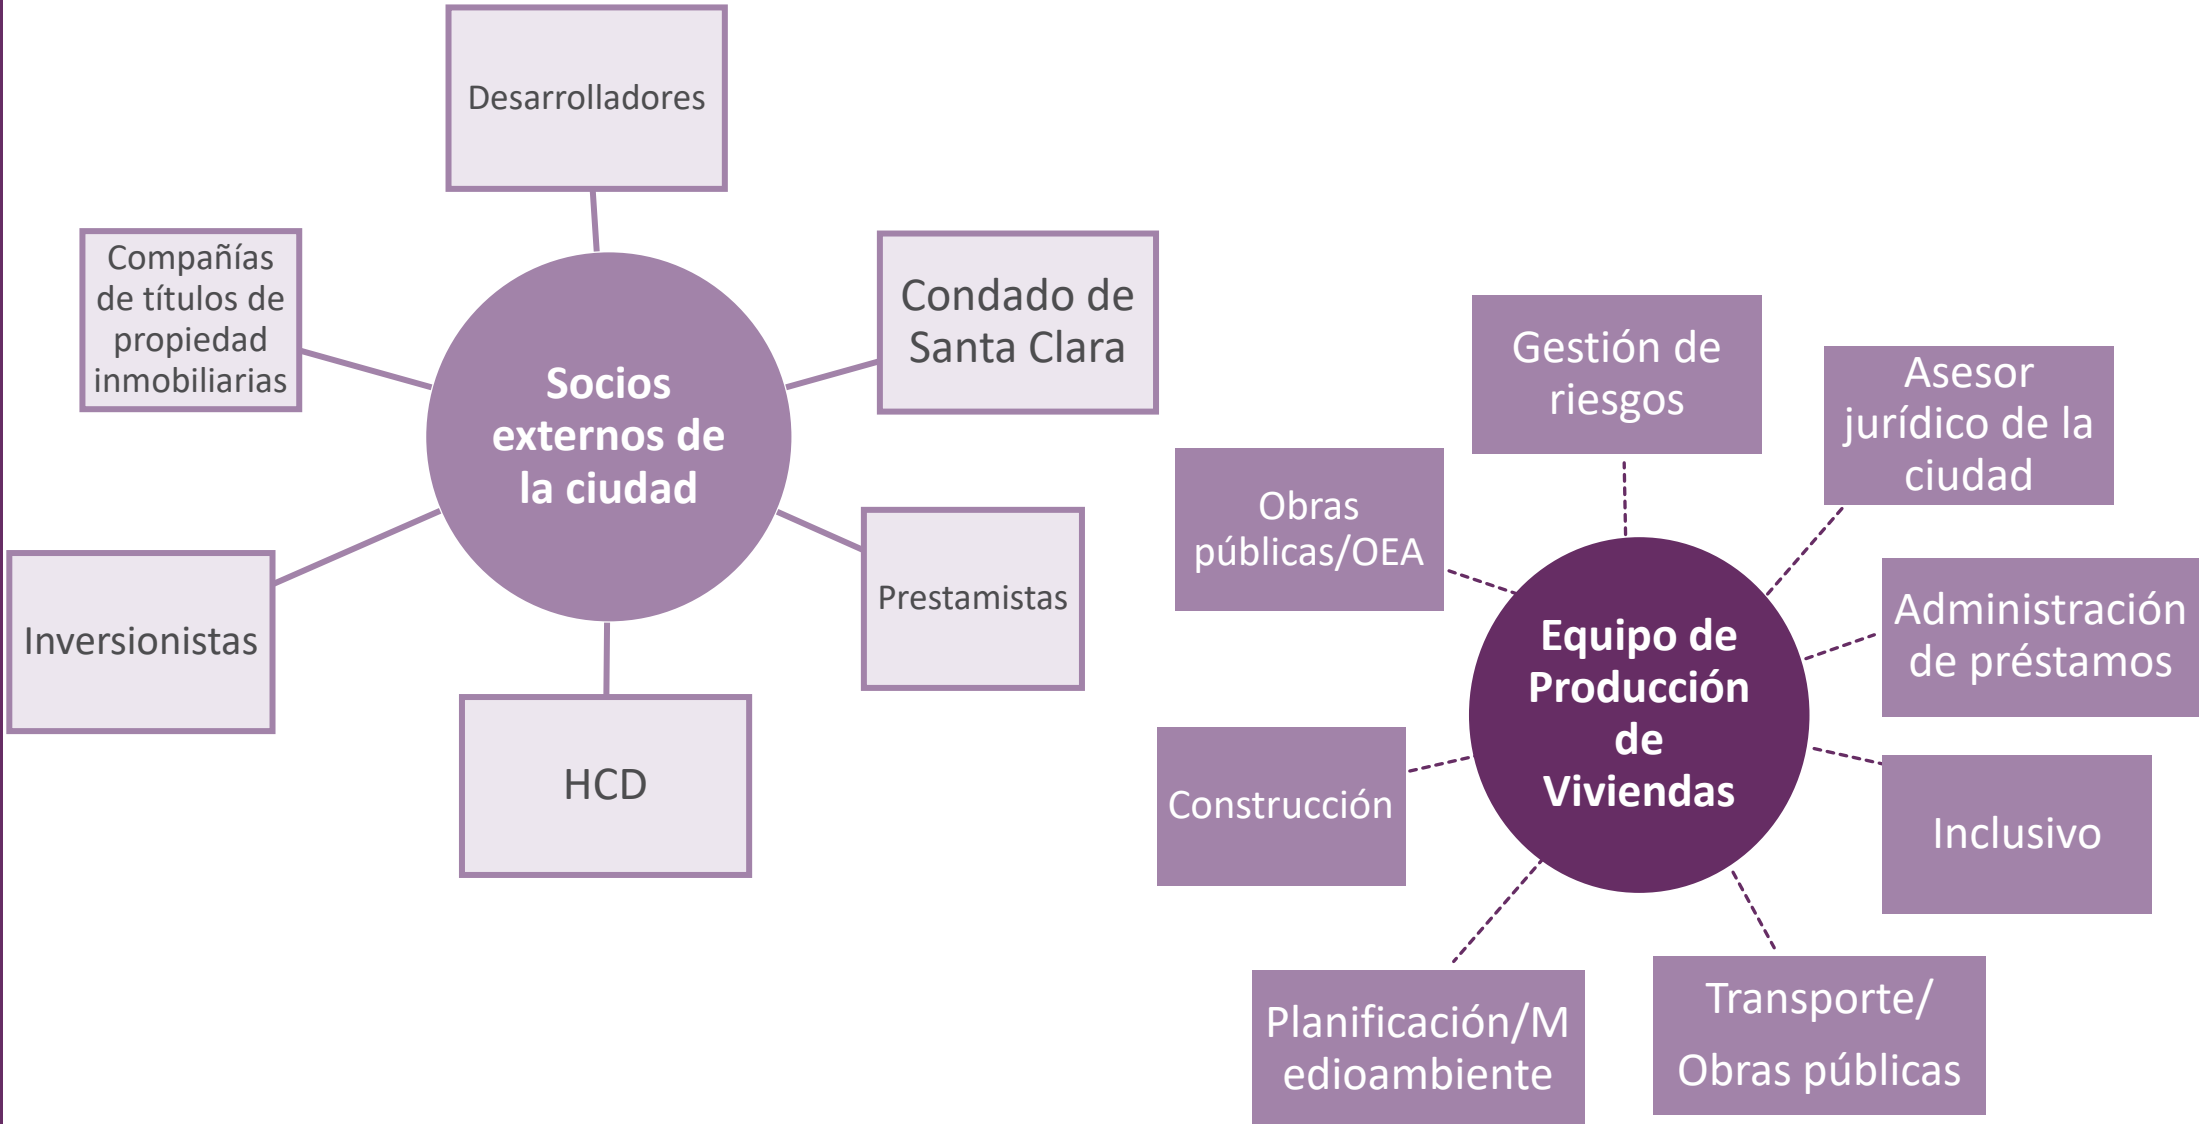 Desarrolladores
Compañías
de títulos de
propiedad
inmobiliarias
Condado de
Santa Clara
Socios
externos de
la ciudad
Prestamistas
Inversionistas
HCD
Gestión de
riesgos
Asesor
jurídico de la
ciudad
Obras
públicas/OEA
Administración
de préstamos
Equipo de
Producción
de
Viviendas
Construcción
Inclusivo
Planificación/M
edioambiente
Transporte/
Obras públicas